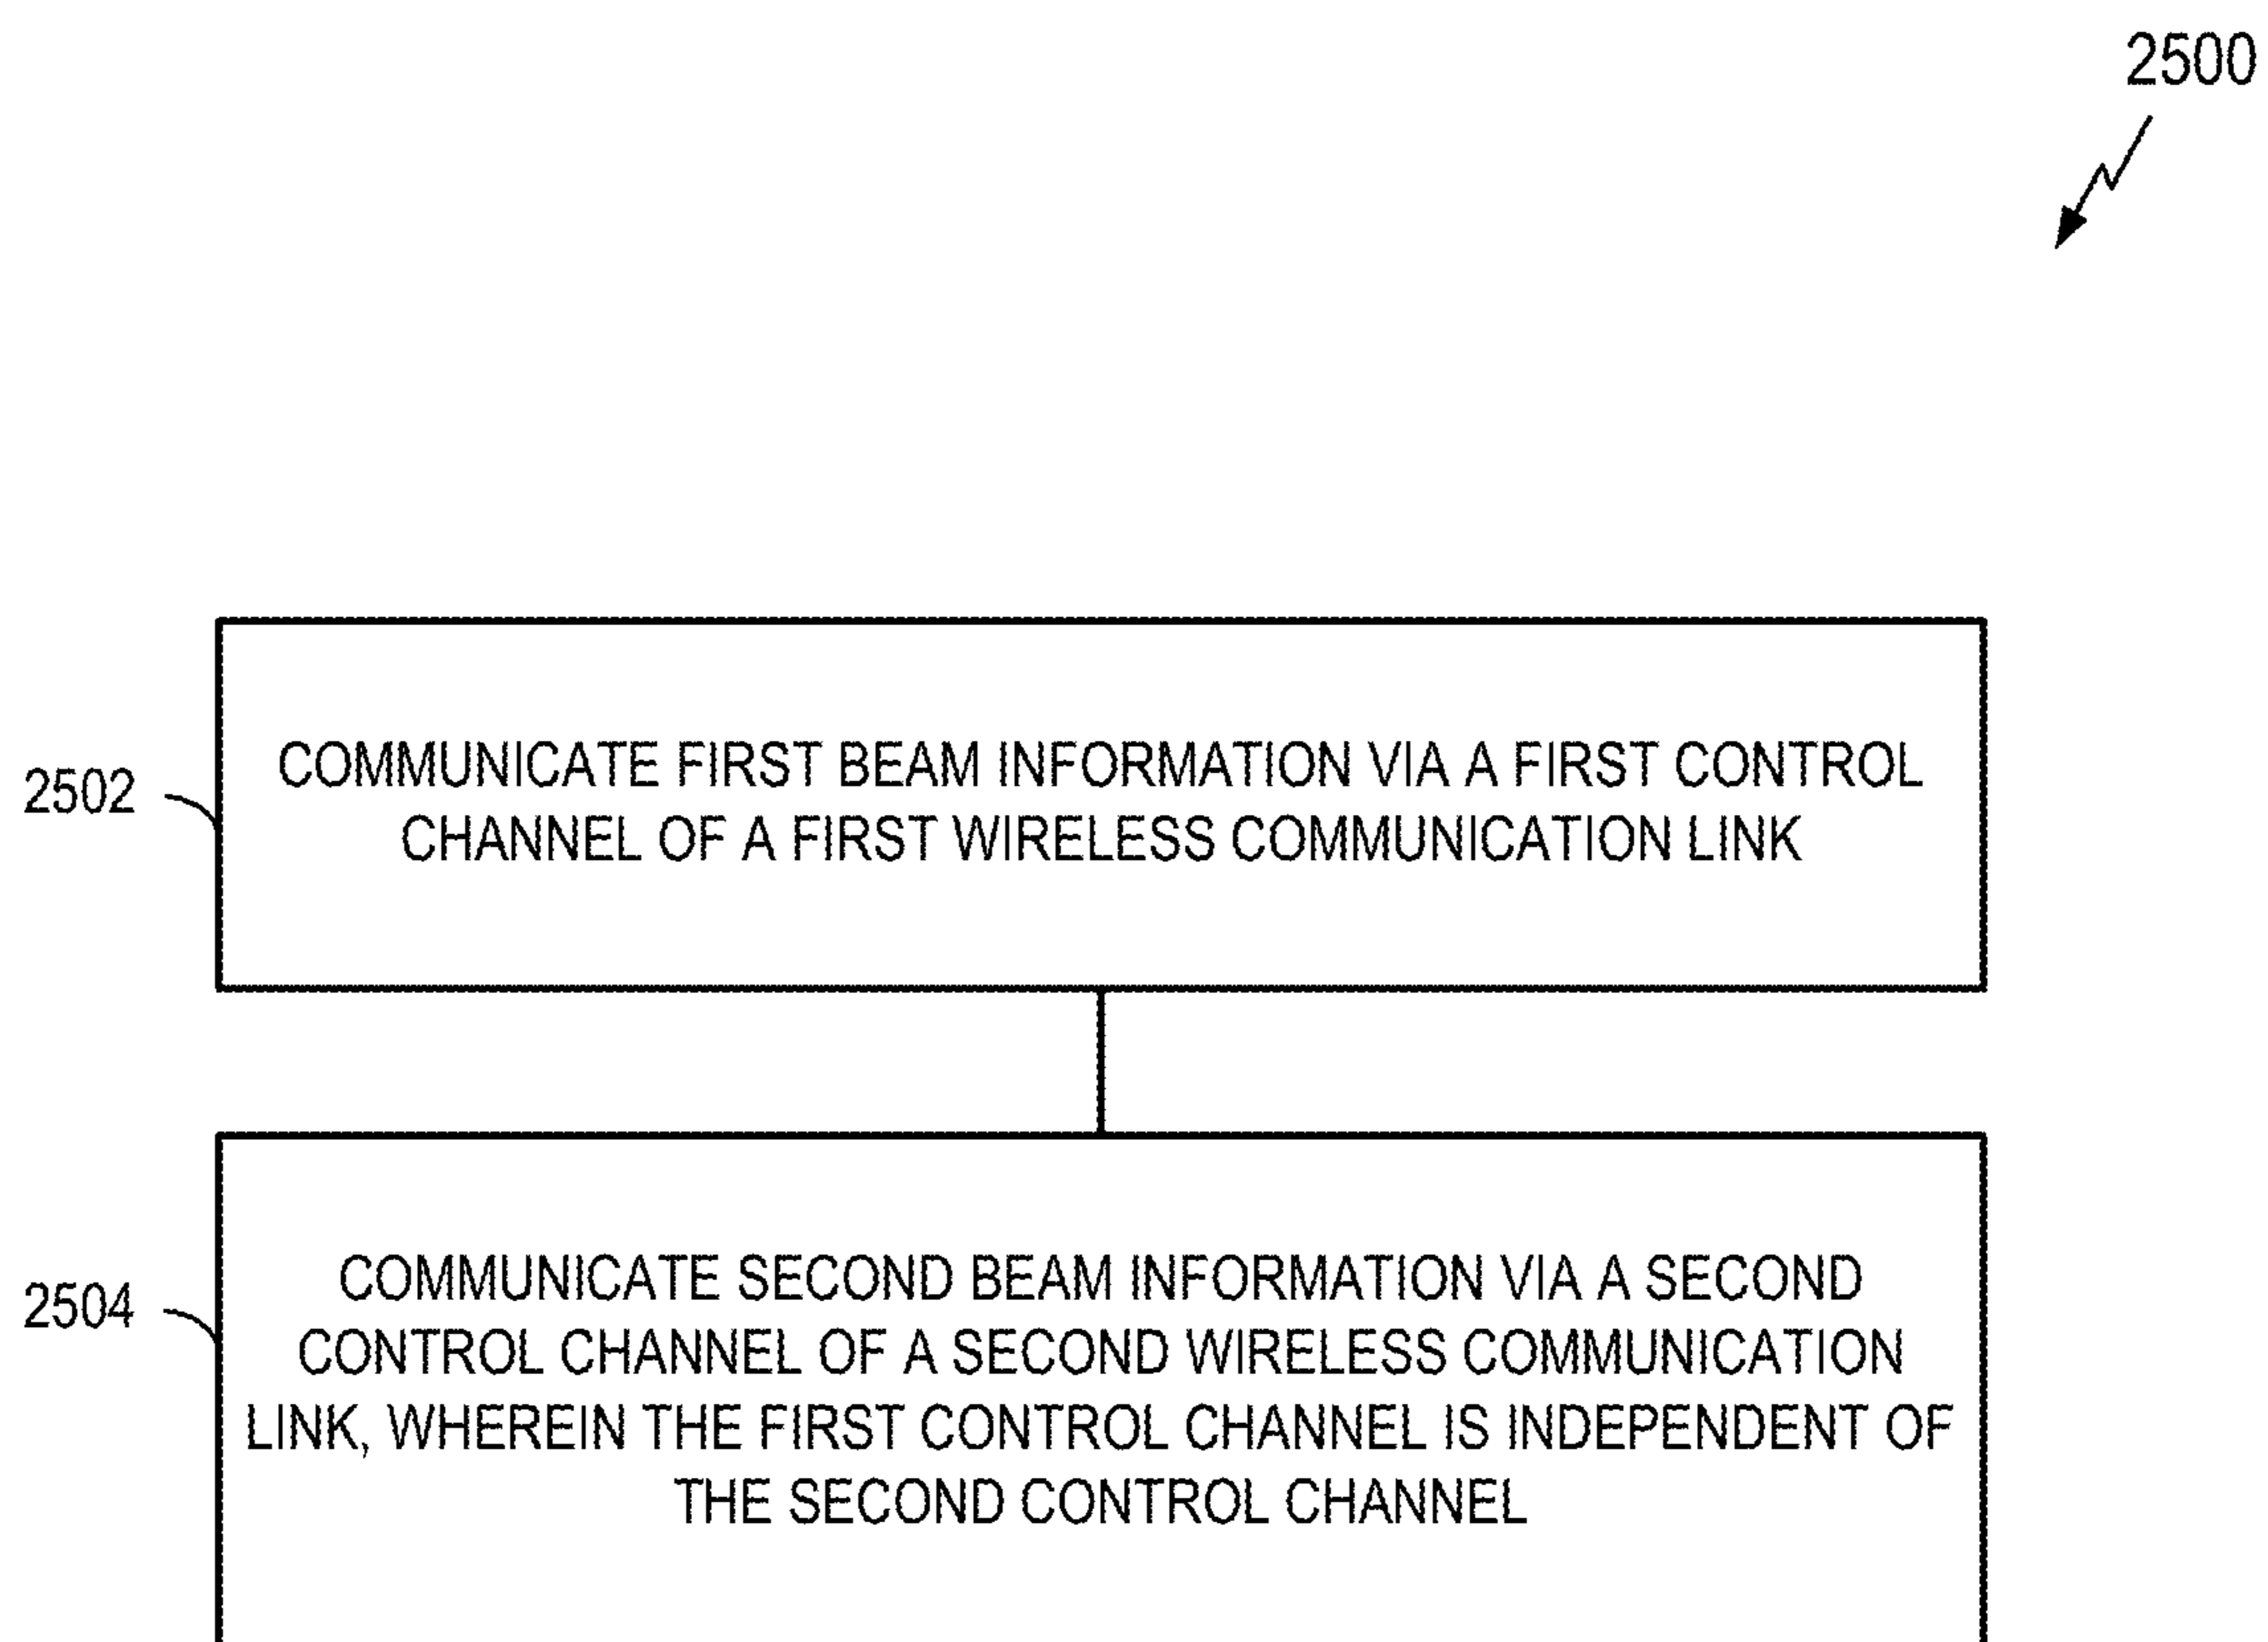 2500
2502
COMMUNICATE FIRST BEAM INFORMATION VIA A FIRST CONTROL
CHANNEL OF A FIRST WIRELESS COMMUNICATION LINK
2504
COMMUNICATE SECOND BEAM INFORMATION VIA A SECOND
CONTROL CHANNEL OF A SECOND WIRELESS COMMUNICATION
LINK, WHEREIN THE FIRST CONTROL CHANNEL IS INDEPENDENT OF
THE SECOND CONTROL CHANNEL